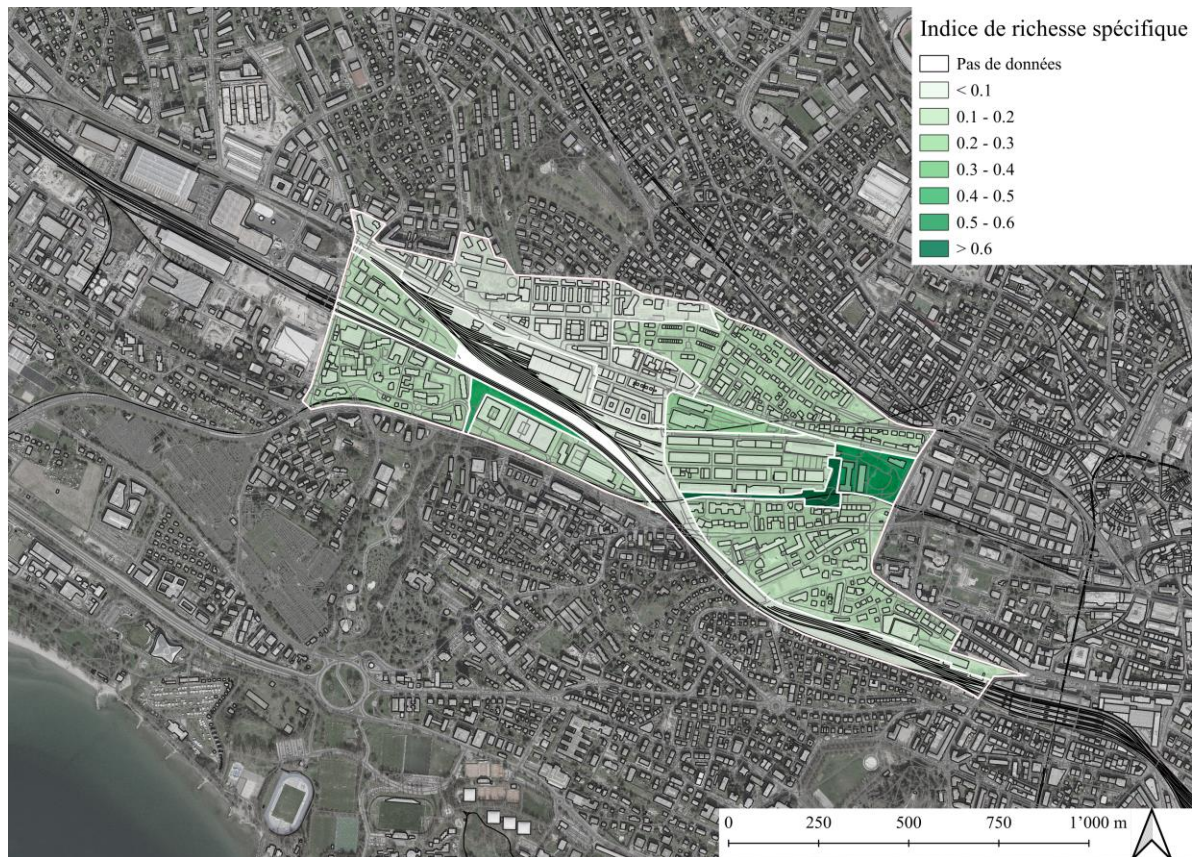 Indice de richesse spécifique
Pas de données
< 0.1
0.1 - 0.2
0.2 - 0.3
0.3 - 0.4
0.4 - 0.5
0.5 - 0.6
> 0.6
0 250 500 750 1'000 m